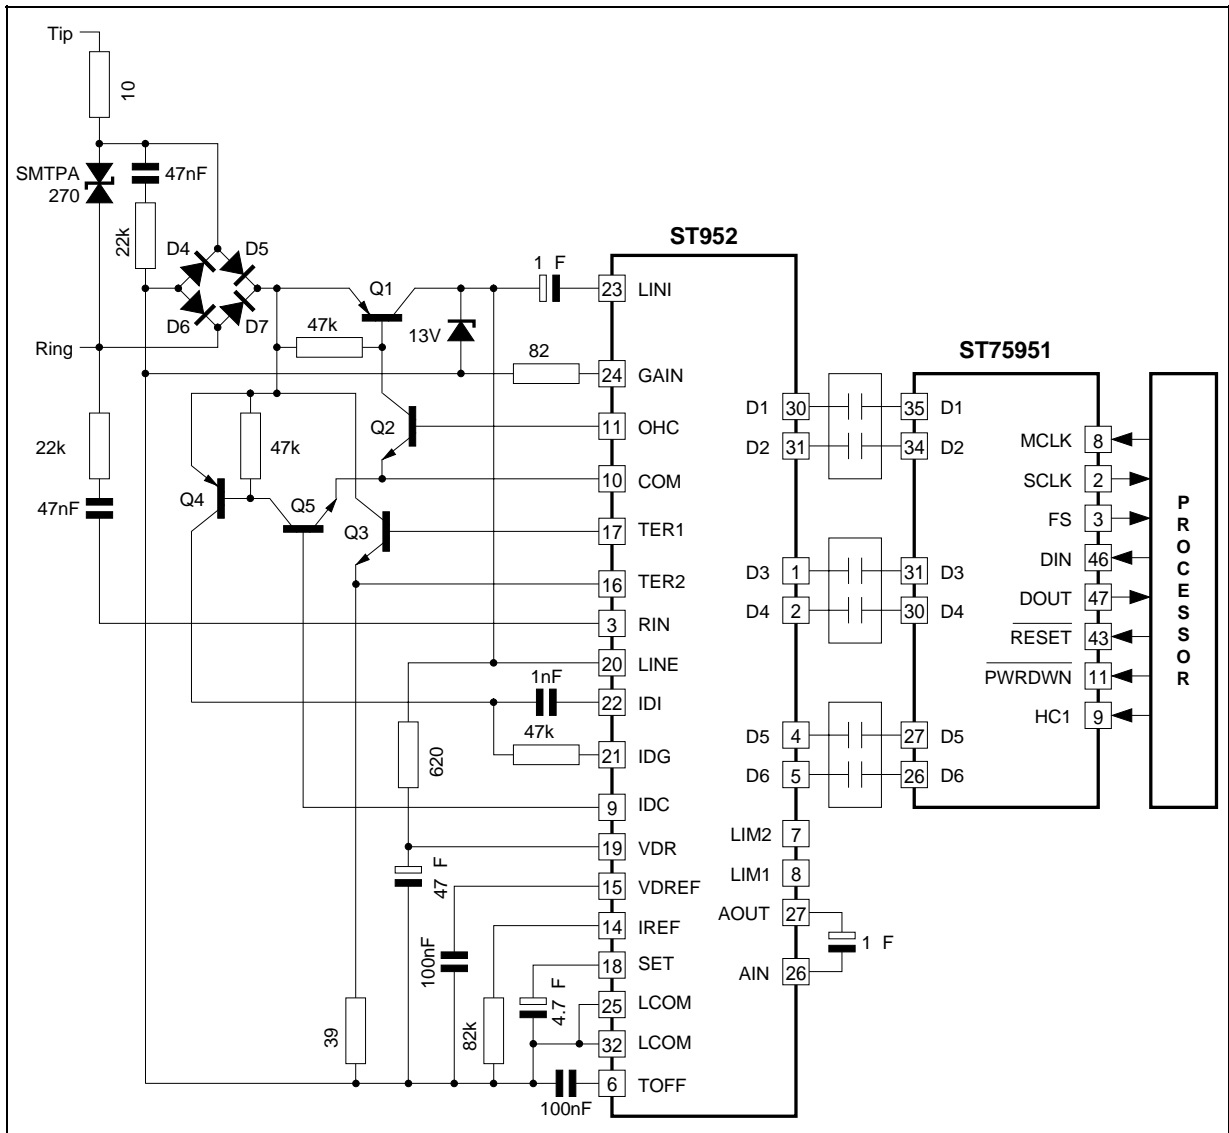 Tip
10
SMTPA
270
47nF
22k
D4
D5
D6
D7
Ring
22k
47nF
Q1
47k
13V
1 F
82
Q2
47k
Q4
Q5
Q3
1nF
47k
620
47 F
100nF
4.7 F
39
82k
100nF
ST952
23 LINI
24 GAIN
11 OHC
10 COM
17 TER1
16 TER2
3 RIN
20 LINE
22 IDI
21 IDG
9 IDC
19 VDR
15 VDREF
14 IREF
18 SET
25 LCOM
32 LCOM
6 TOFF
D1 30
D2 31
D3 1
D4 2
D5 4
D6 5
LIM2 7
LIM1 8
AOUT 27
AIN 26
1 F
ST75951
35 D1
34 D2
31 D3
30 D4
27 D5
26 D6
MCLK 8
SCLK 2
FS 3
DIN 46
DOUT 47
RESET 43
PWRDWN 11
HC1 9
PROCESSOR